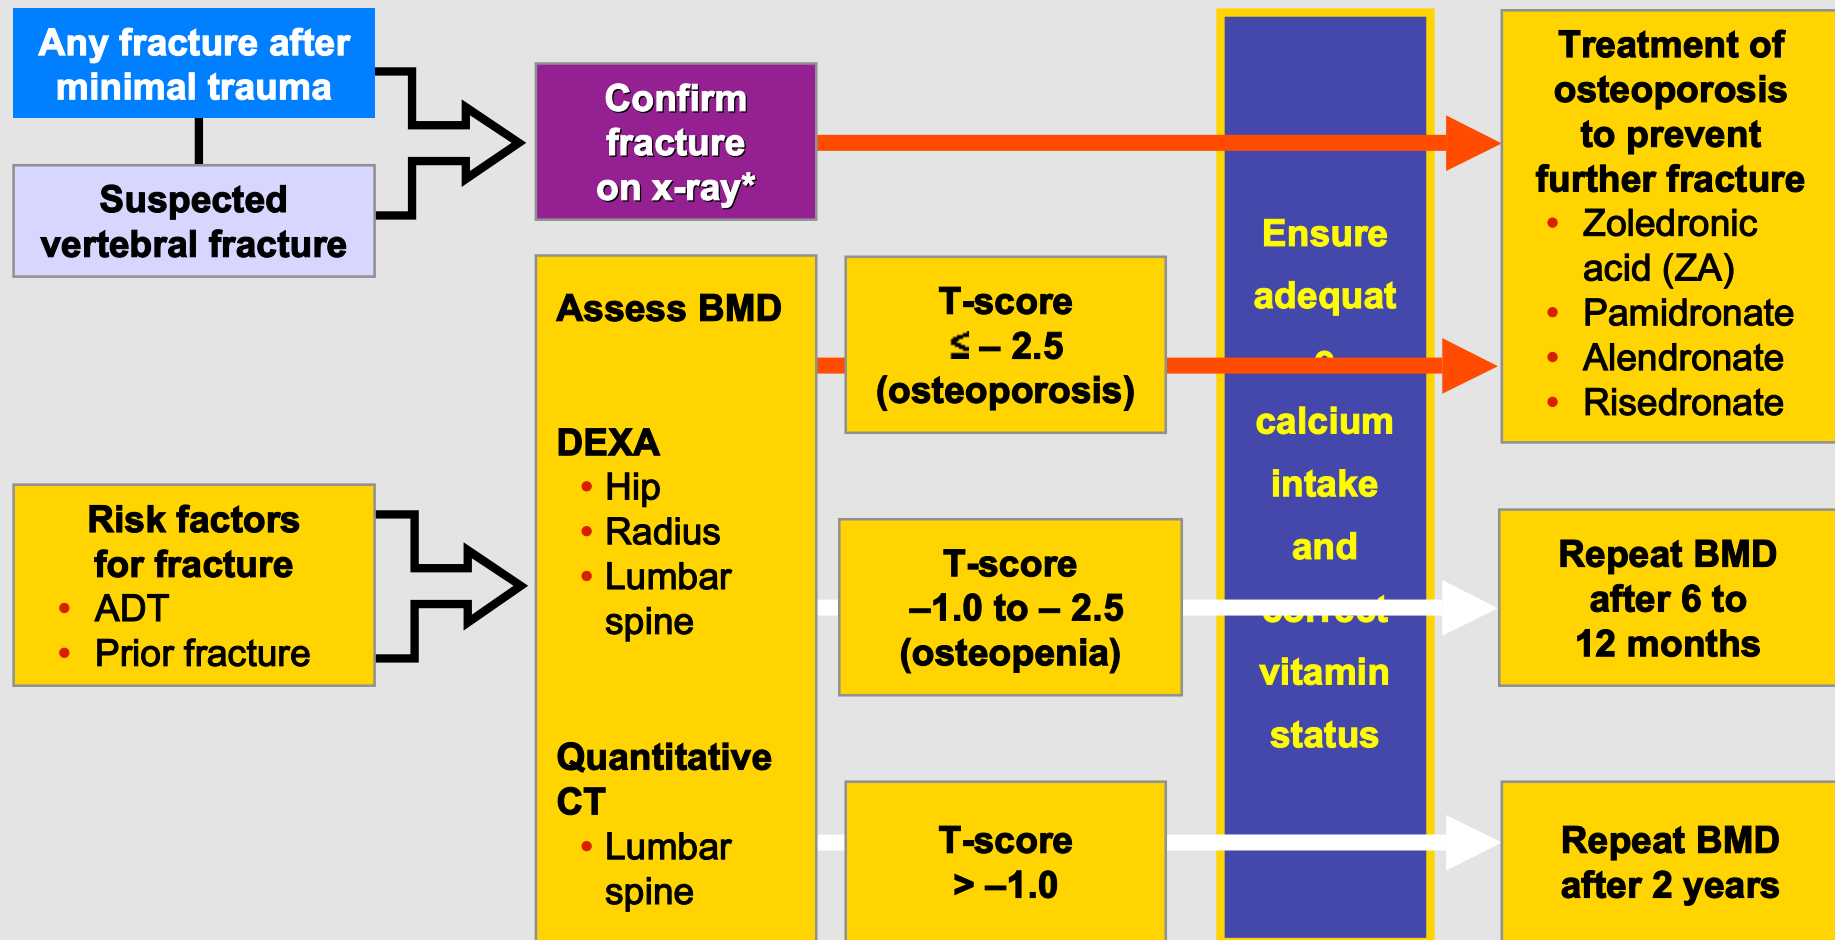 Any fracture after
minimal trauma
Suspected
vertebral fracture
Confirm
fracture
on x-ray*
Risk factors
for fracture
• ADT
• Prior fracture
Assess BMD
DEXA
• Hip
• Radius
• Lumbar
spine
Quantitative
CT
• Lumbar
spine
T-score
≤ – 2.5
(osteoporosis)
T-score
–1.0 to – 2.5
(osteopenia)
T-score
> –1.0
Ensure
adequat
e
calcium
intake
and
correct
vitamin
status
Treatment of
osteoporosis
to prevent
further fracture
• Zoledronic
acid (ZA)
• Pamidronate
• Alendronate
• Risedronate
Repeat BMD
after 6 to
12 months
Repeat BMD
after 2 years